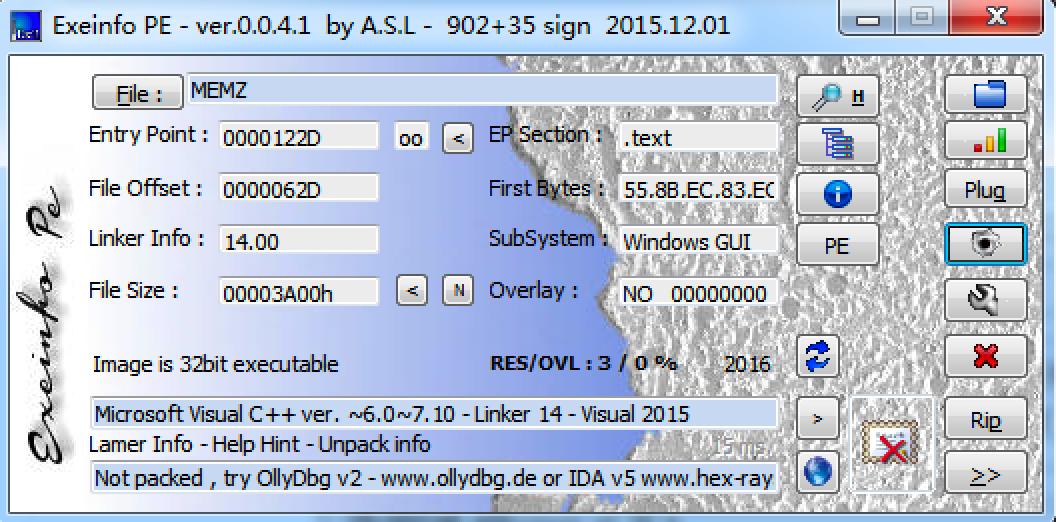 Exeinfo PE - ver.0.0.4.1 by A.S.L - 902+35 sign 2015.12.01
File : MEMZ H
Entry Point : 0000122D oo < EP Section : .text
File Offset : 0000062D First Bytes : 55.8B.EC.83.EC Plug
Linker Info : 14.00 SubSystem : Windows GUI PE
File Size : 00003A00h < N Overlay : NO 00000000
Image is 32bit executable RES/OVL : 3 / 0 % 2016
Microsoft Visual C++ ver. ~6.0~7.10 - Linker 14 - Visual 2015 > Rip
Lamer Info - Help Hint - Unpack info 15 ms.
Not packed , try OllyDbg v2 - www.ollydbg.de or IDA v5 www.hex-ray >>
Exeinfo Pe